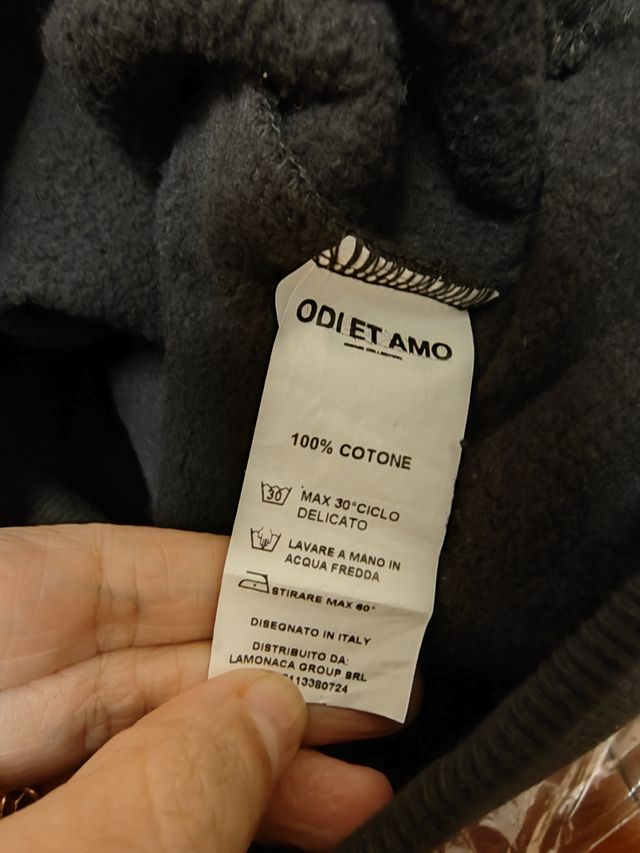 ODI ET AMO
100% COTONE
30
MAX 30°CICLO
DELICATO
LAVARE A MANO IN
ACQUA FREDDA
STIRARE MAX 60°
DISEGNATO IN ITALY
DISTRIBUITO DA:
LAMONACA GROUP SRL